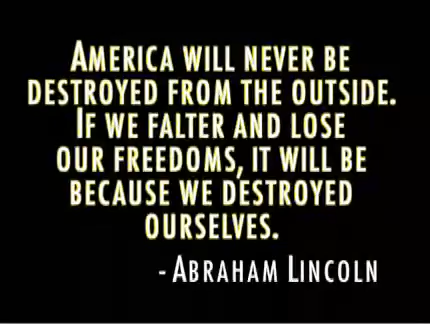 America will never be
destroyed from the outside.
If we falter and lose
our freedoms, it will be
because we destroyed
ourselves.
- Abraham Lincoln